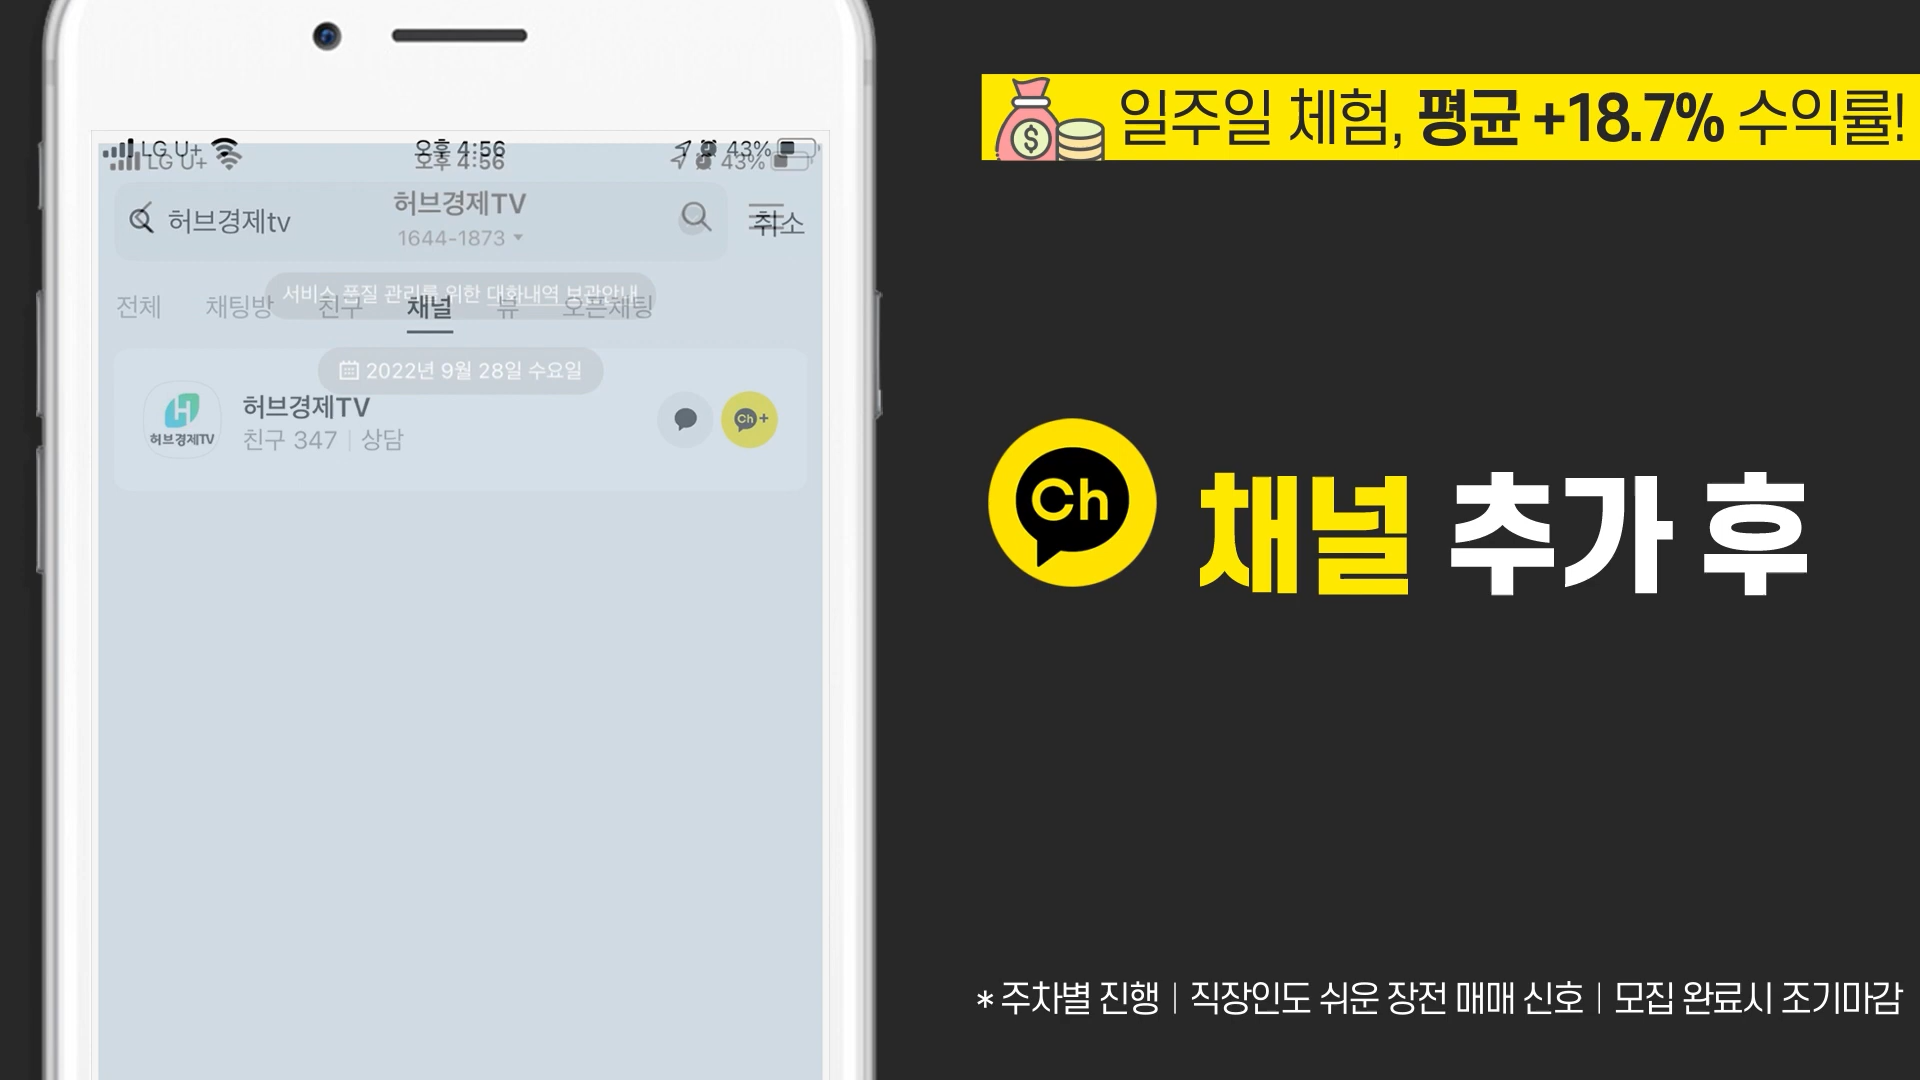 LG U+ 오후 4:56 43%
LG U+ 오후 4:56 43%
허브경제tv 취소
허브경제TV
1644-1873
서비스 품질 관리를 위한 대화내역 보관안내
전체 채팅방 친구 채널 뷰 오픈채팅
2022년 9월 28일 수요일
허브경제TV
허브경제TV
친구 347 | 상담
Ch+
일주일 체험, 평균 +18.7% 수익률!
Ch 채널 추가 후
* 주차별 진행 | 직장인도 쉬운 장전 매매 신호 | 모집 완료시 조기마감